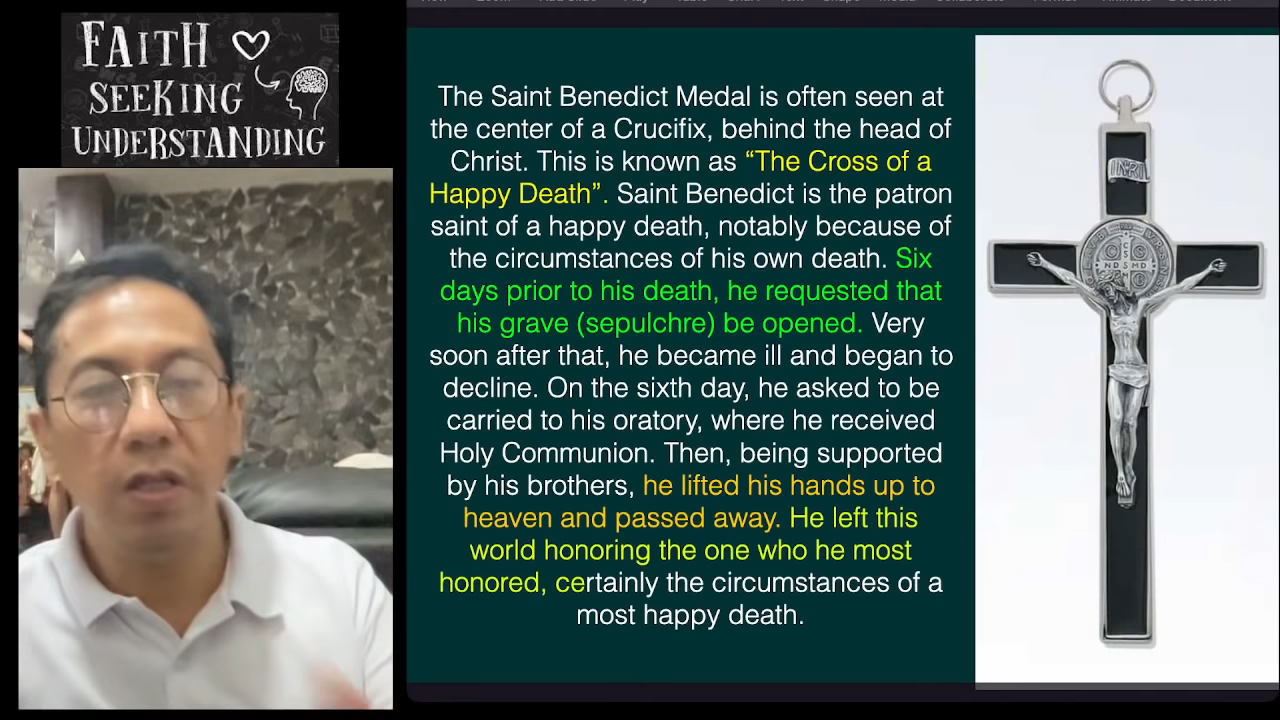 FAITH
SEEKING
UNDERSTANDING
The Saint Benedict Medal is often seen at
the center of a Crucifix, behind the head of
Christ. This is known as “The Cross of a
Happy Death”. Saint Benedict is the patron
saint of a happy death, notably because of
the circumstances of his own death. Six
days prior to his death, he requested that
his grave (sepulchre) be opened. Very
soon after that, he became ill and began to
decline. On the sixth day, he asked to be
carried to his oratory, where he received
Holy Communion. Then, being supported
by his brothers, he lifted his hands up to
heaven and passed away. He left this
world honoring the one who he most
honored, certainly the circumstances of a
most happy death.
INRI